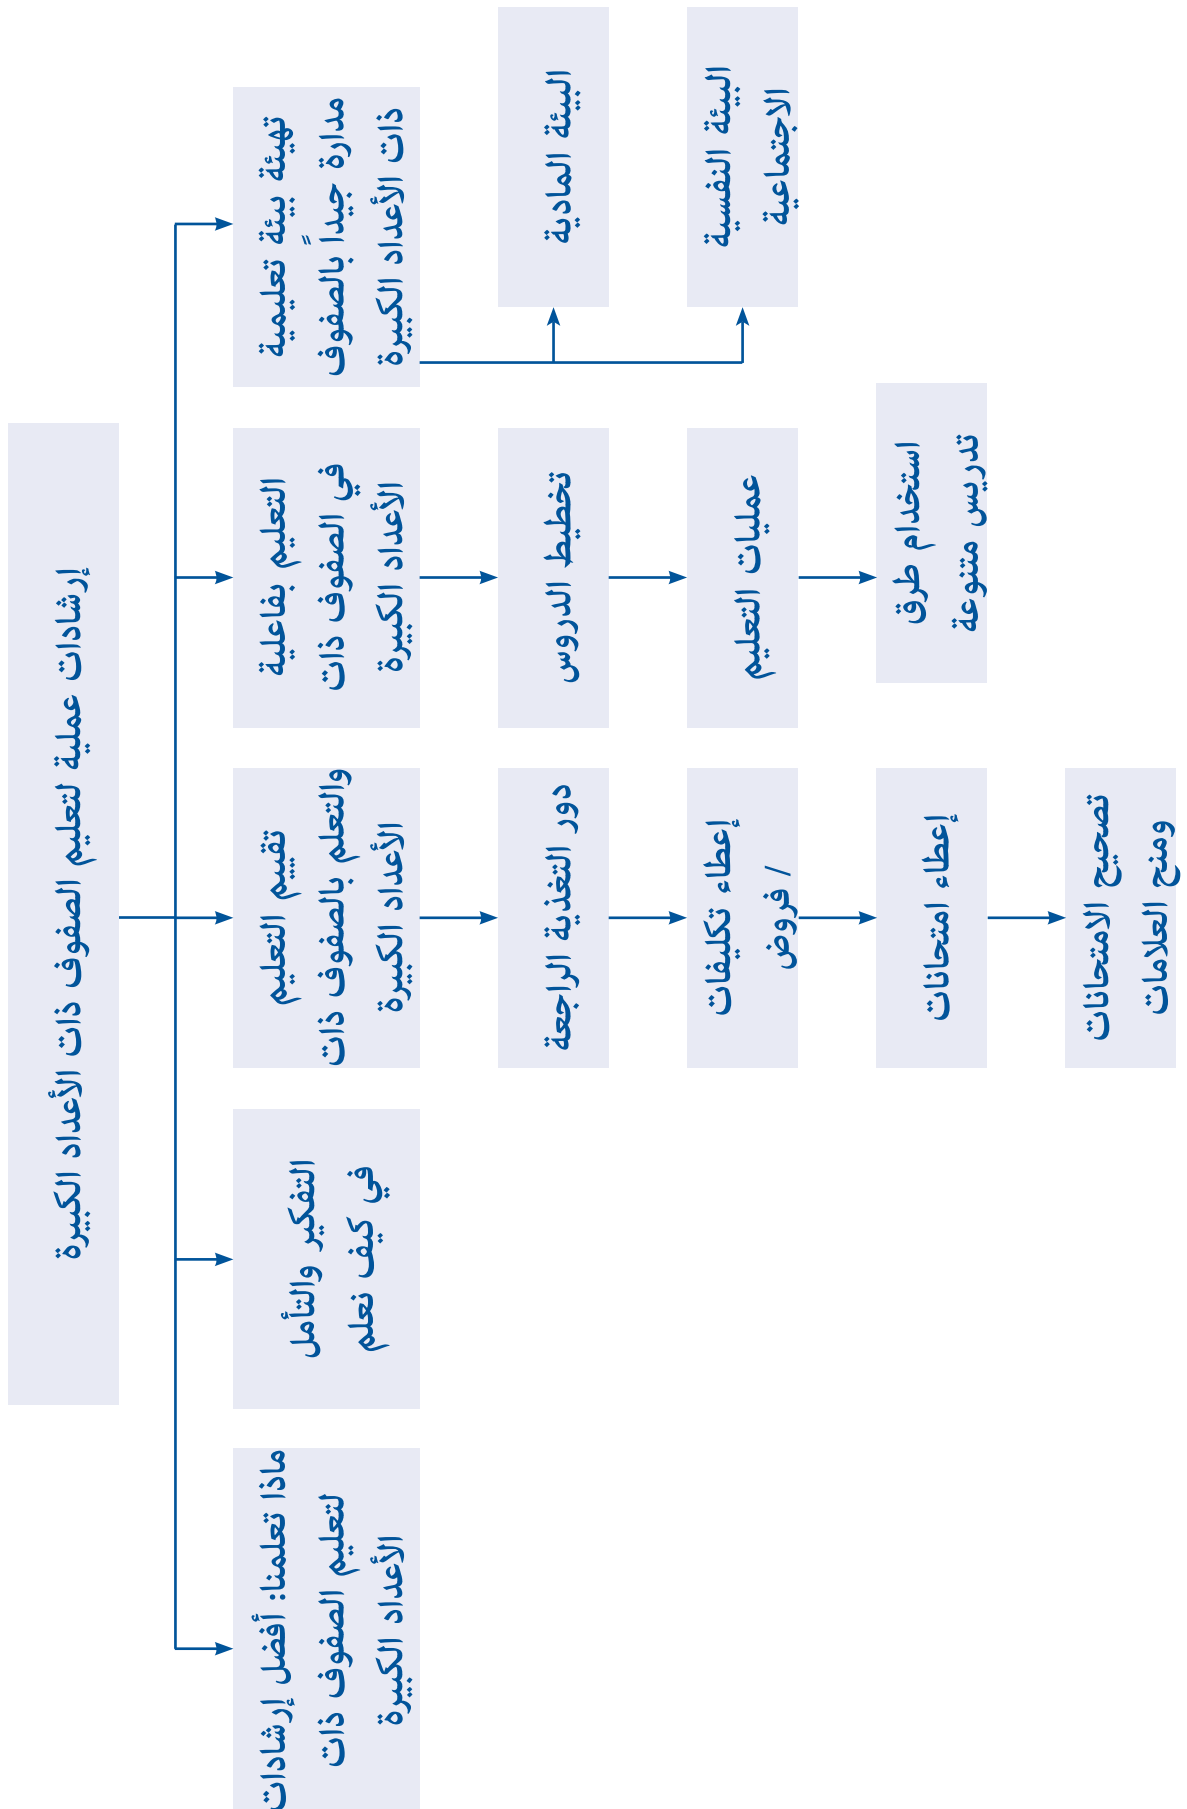 إرشادات عملية لتعليم الصفوف ذات الأعداد الكبيرة
تهيئة بيئة تعليمية
مدارة جيداً بالصفوف
ذات الأعداد الكبيرة
البيئة المادية
البيئة النفسية
الاجتماعية
التعليم بفاعلية
في الصفوف ذات
الأعداد الكبيرة
تخطيط الدروس
عمليات التعليم
استخدام طرق
تدريس متنوعة
تقييم التعليم
والتعلم بالصفوف ذات
الأعداد الكبيرة
دور التغذية الراجعة
إعطاء تكليفات
/ فروض
إعطاء امتحانات
تصحيح الامتحانات
ومنح العلامات
التفكير والتأمل
في كيف نعلم
ماذا تعلمنا: أفضل إرشادات
لتعليم الصفوف ذات
الأعداد الكبيرة